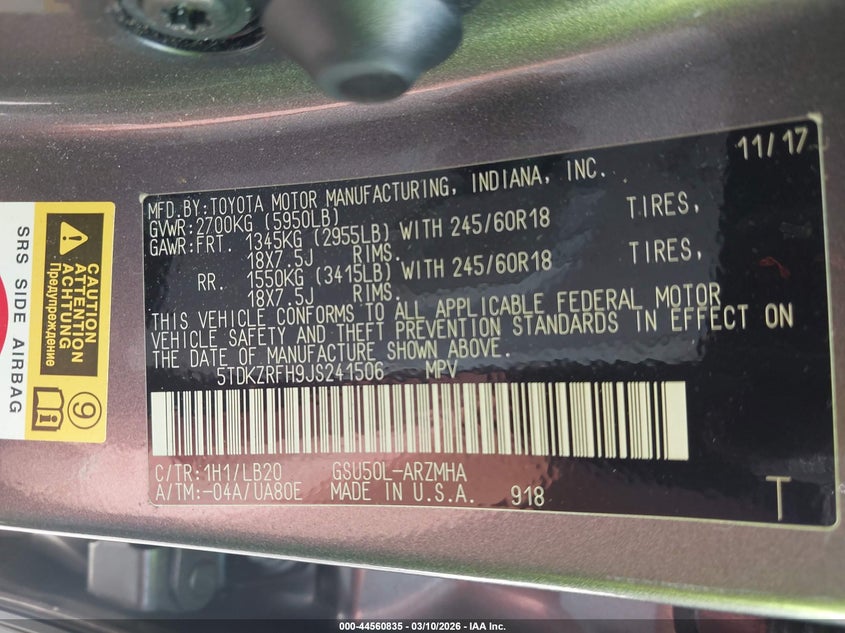 11/17
MFD.BY:TOYOTA MOTOR MANUFACTURING, INDIANA, INC.
GVWR:2700KG (5950LB)
GAWR:FRT. 1345KG (2955LB) WITH 245/60R18 TIRES,
18X7.5J RIMS.
RR. 1550KG (3415LB) WITH 245/60R18 TIRES,
18X7.5J RIMS.
THIS VEHICLE CONFORMS TO ALL APPLICABLE FEDERAL MOTOR
VEHICLE SAFETY AND THEFT PREVENTION STANDARDS IN EFFECT ON
THE DATE OF MANUFACTURE SHOWN ABOVE.
5TDKZRFH9JS241506 MPV
C/TR:1H1/LB20 GSU50L-ARZMHA
A/TM:-04A/UA80E MADE IN U.S.A. 918 T
SRS SIDE AIRBAG
CAUTION
ATTENTION
ACHTUNG
Предупреждение
9
000-44560835 - 03/10/2026 - IAA Inc.